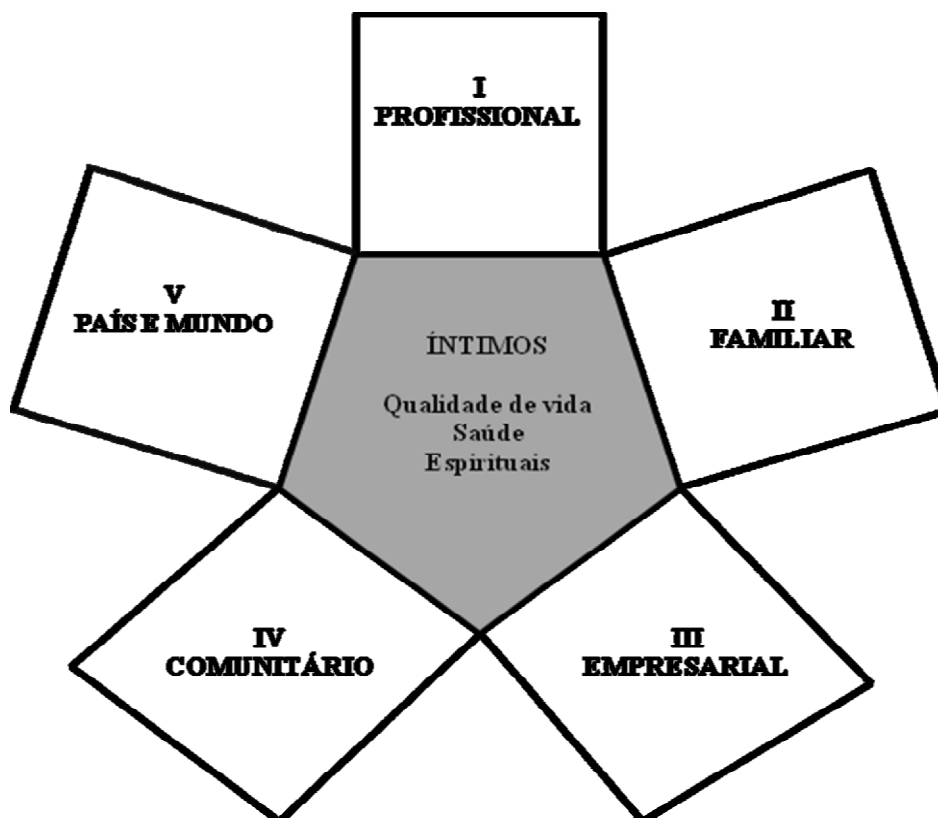 I
PROFISSIONAL
II
FAMILIAR
III
EMPRESARIAL
IV
COMUNITÁRIO
V
PAÍS E MUNDO
ÍNTIMOS
Qualidade de vida
Saúde
Espirituais